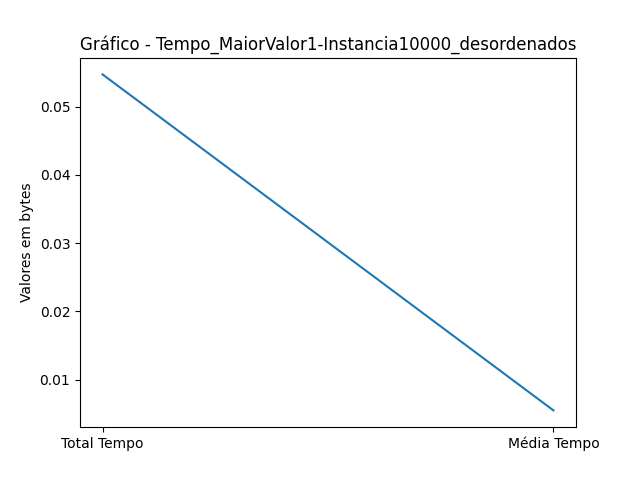 Gráfico - Tempo_MaiorValor1-Instancia10000_desordenados
Valores em bytes
0.05
0.04
0.03
0.02
0.01
Total Tempo
Média Tempo